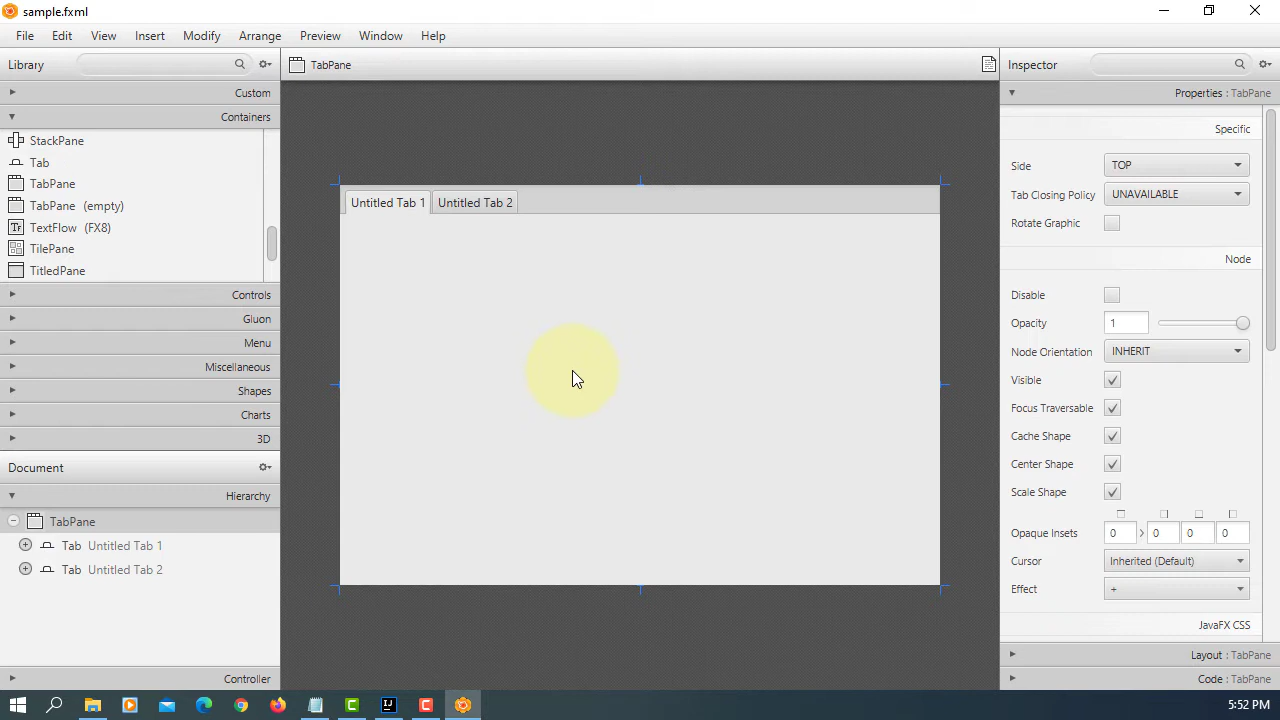 sample.fxml
File Edit View Insert Modify Arrange Preview Window Help
Library
Custom
Containers
StackPane
Tab
TabPane
TabPane (empty)
TextFlow (FX8)
TilePane
TitledPane
Controls
Gluon
Menu
Miscellaneous
Shapes
Charts
3D
Document
Hierarchy
TabPane
Tab Untitled Tab 1
Tab Untitled Tab 2
Controller
TabPane
Untitled Tab 1 Untitled Tab 2
Inspector
Properties : TabPane
Specific
Side TOP
Tab Closing Policy UNAVAILABLE
Rotate Graphic
Node
Disable
Opacity 1
Node Orientation INHERIT
Visible
Focus Traversable
Cache Shape
Center Shape
Scale Shape
Opaque Insets 0 0 0 0
Cursor Inherited (Default)
Effect +
JavaFX CSS
Layout : TabPane
Code : TabPane
5:52 PM